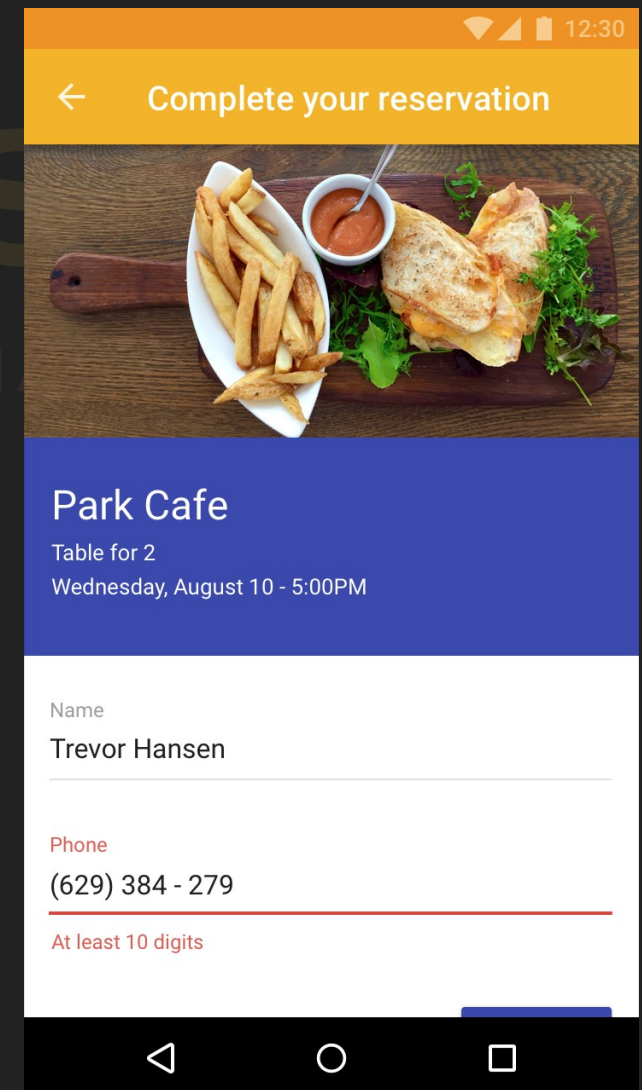 12:30
Complete your reservation
Park Cafe
Table for 2
Wednesday, August 10 - 5:00PM
Name
Trevor Hansen
Phone
(629) 384 - 279
At least 10 digits